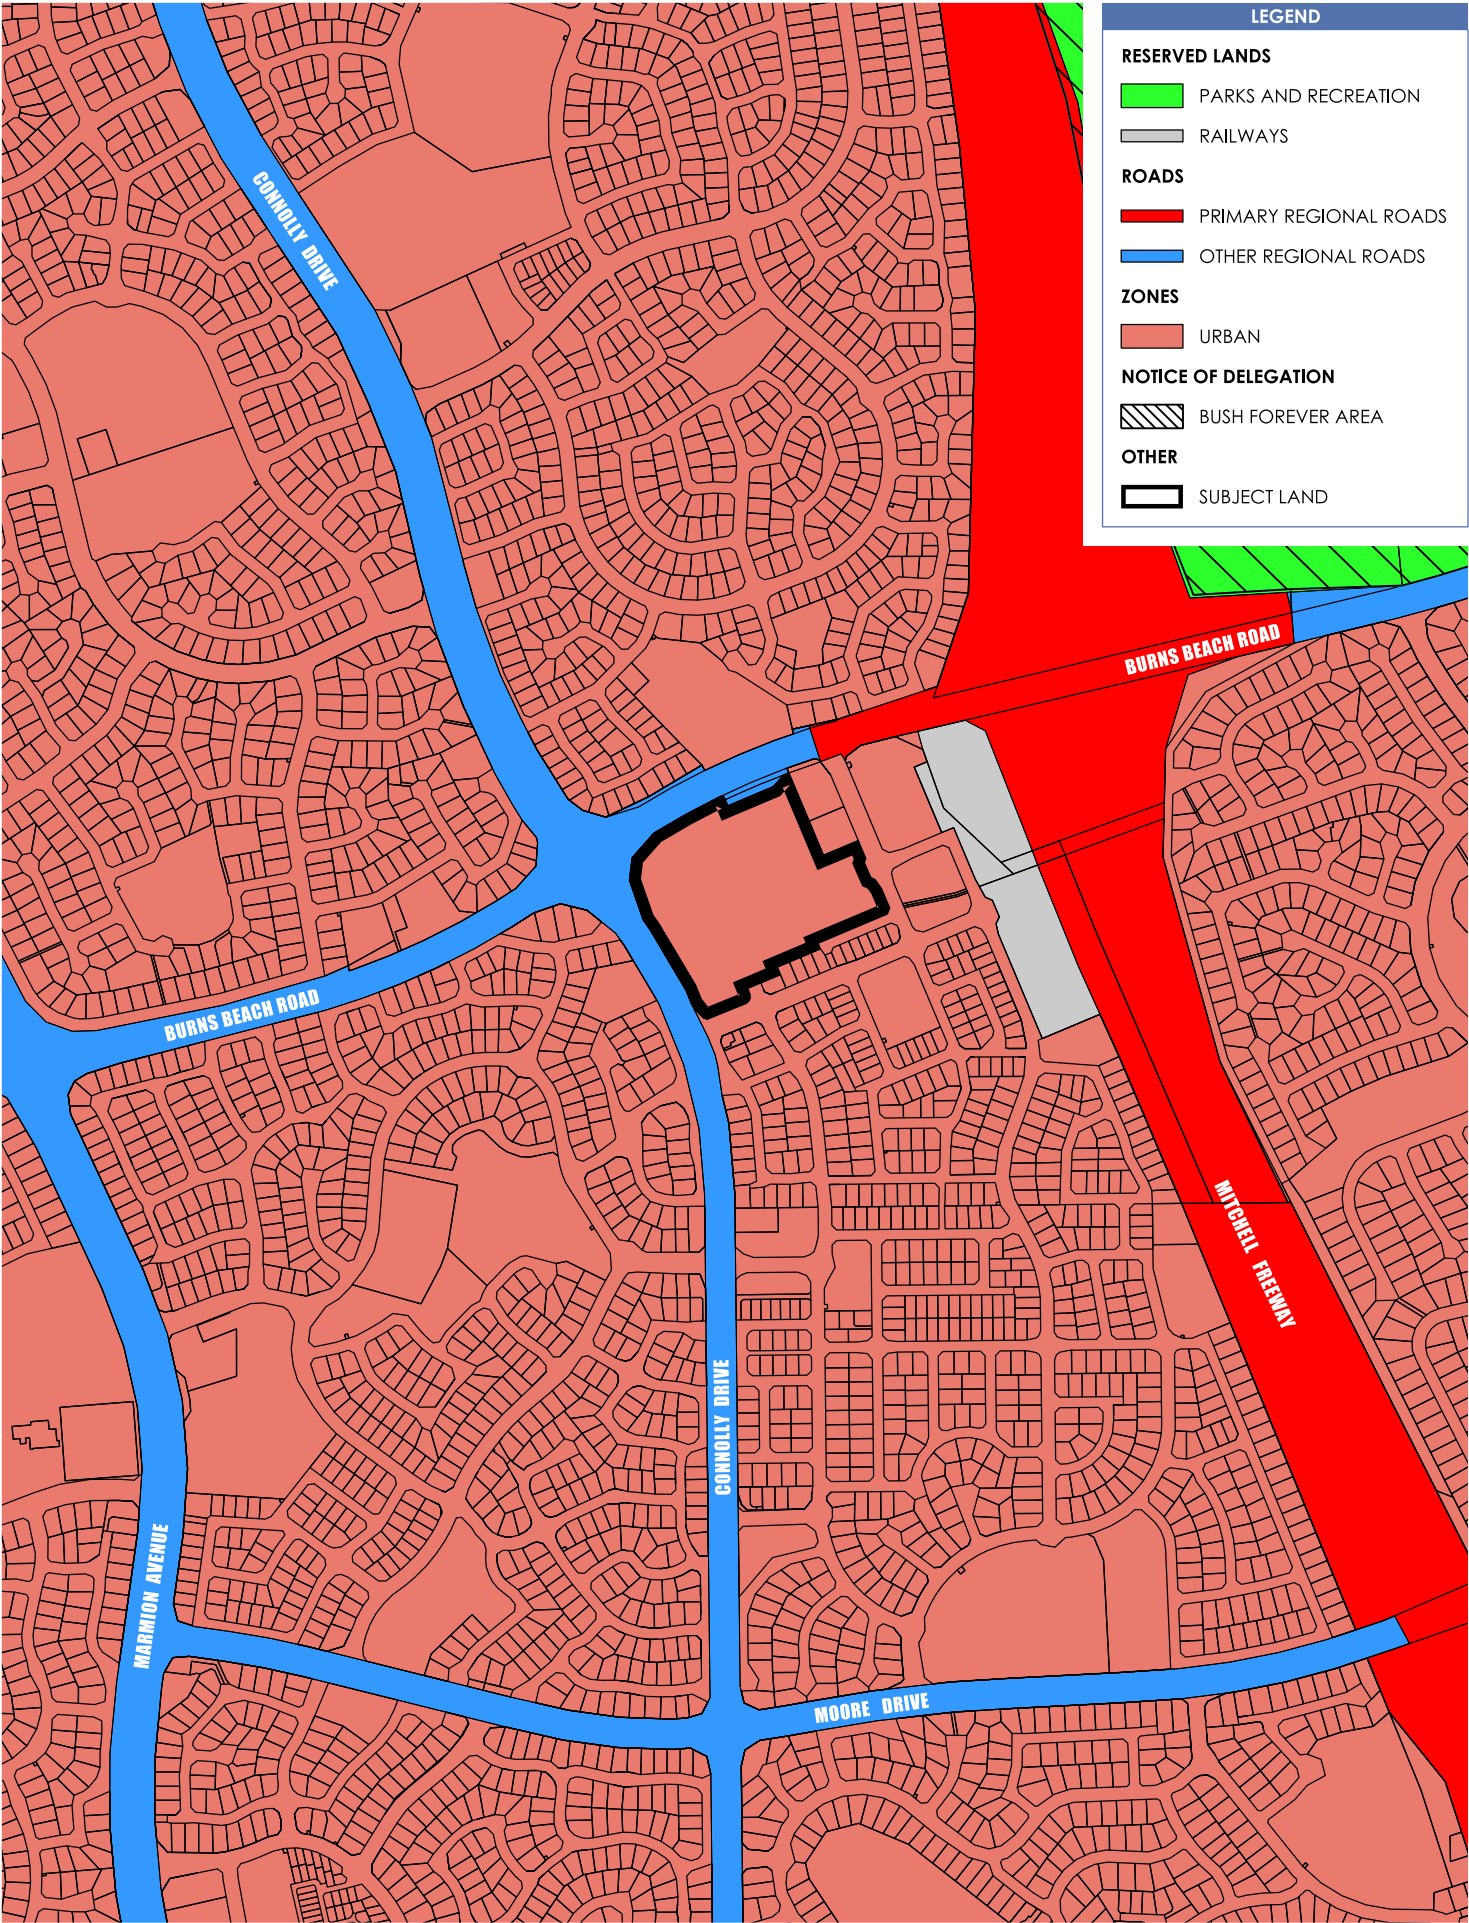 LEGEND
RESERVED LANDS
PARKS AND RECREATION
RAILWAYS
ROADS
PRIMARY REGIONAL ROADS
OTHER REGIONAL ROADS
ZONES
URBAN
NOTICE OF DELEGATION
BUSH FOREVER AREA
OTHER
SUBJECT LAND
CONNOLLY DRIVE
BURNS BEACH ROAD
BURNS BEACH ROAD
MITCHELL FREEWAY
CONNOLLY DRIVE
MARMION AVENUE
MOORE DRIVE